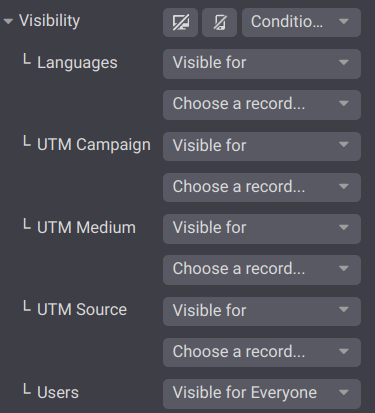 Visibility Conditio...
Languages Visible for
Choose a record...
UTM Campaign Visible for
Choose a record...
UTM Medium Visible for
Choose a record...
UTM Source Visible for
Choose a record...
Users Visible for Everyone